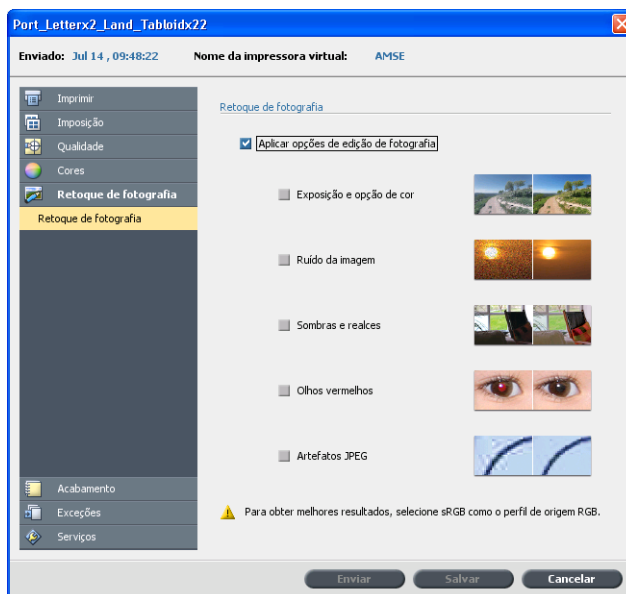 Port_Letterx2_Land_Tabloidx22
Enviado: Jul 14 , 09:48:22 Nome da impressora virtual: AMSE
Imprimir
Imposição
Qualidade
Cores
Retoque de fotografia
Retoque de fotografia
Acabamento
Exceções
Serviços
Retoque de fotografia
Aplicar opções de edição de fotografia
Exposição e opção de cor
Ruído da imagem
Sombras e realces
Olhos vermelhos
Artefatos JPEG
Para obter melhores resultados, selecione sRGB como o perfil de origem RGB.
Enviar Salvar Cancelar